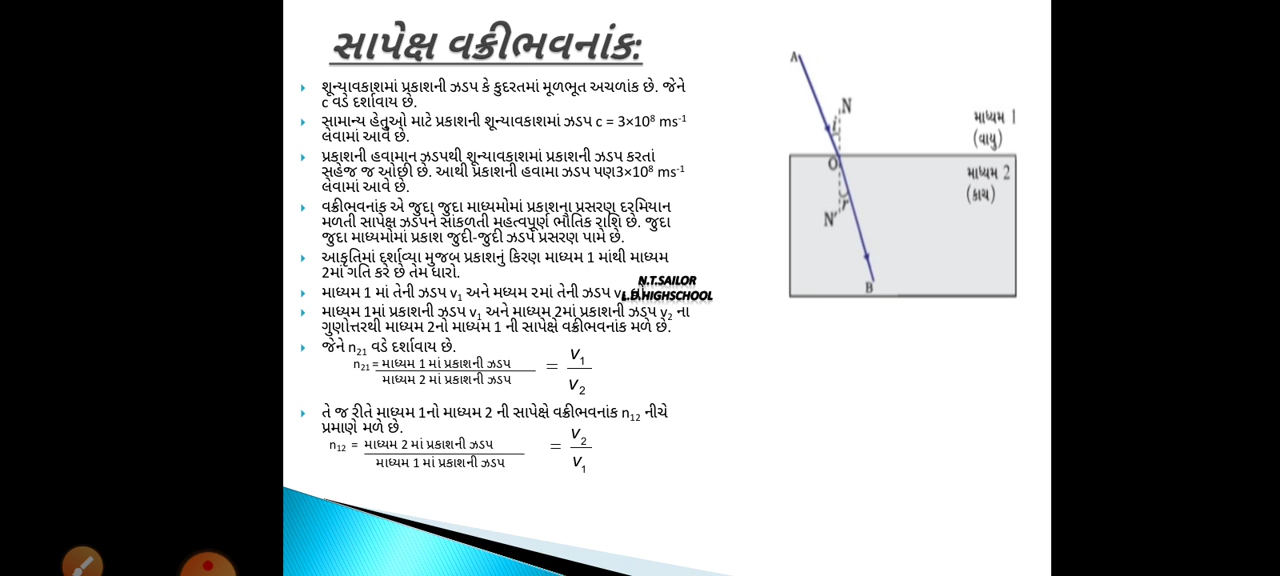 સાપેક્ષ વક્રીભવનાંક:
શૂન્યાવકાશમાં પ્રકાશની ઝડપ કે કુદરતમાં મૂળભૂત અચળાંક છે. જેને
c વડે દર્શાવાય છે.
સામાન્ય હેતુઓ માટે પ્રકાશની શૂન્યાવકાશમાં ઝડપ c = 3×10⁸ ms⁻¹
લેવામાં આવે છે.
પ્રકાશની હવામાન ઝડપથી શૂન્યાવકાશમાં પ્રકાશની ઝડપ કરતાં
સહેજ જ ઓછી છે. આથી પ્રકાશની હવામા ઝડપ પણ3×10⁸ ms⁻¹
લેવામાં આવે છે.
વક્રીભવનાંક એ જુદા જુદા માધ્યમોમાં પ્રકાશના પ્રસરણ દરમિયાન
મળતી સાપેક્ષ ઝડપને સાંકળતી મહત્વપૂર્ણ ભૌતિક રાશિ છે. જુદા
જુદા માધ્યમોમાં પ્રકાશ જુદી-જુદી ઝડપે પ્રસરણ પામે છે.
આકૃતિમાં દર્શાવ્યા મુજબ પ્રકાશનું કિરણ માધ્યમ 1 માંથી માધ્યમ
2માં ગતિ કરે છે તેમ ધારો.
માધ્યમ 1 માં તેની ઝડપ v₁ અને મધ્યમ ૨માં તેની ઝડપ v
માધ્યમ 1માં પ્રકાશની ઝડપ v₁ અને માધ્યમ 2માં પ્રકાશની ઝડપ v₂ ના
ગુણોત્તરથી માધ્યમ 2નો માધ્યમ 1 ની સાપેક્ષે વક્રીભવનાંક મળે છે.
જેને n₂₁ વડે દર્શાવાય છે.
n₂₁ = માધ્યમ 1 માં પ્રકાશની ઝડપ
માધ્યમ 2 માં પ્રકાશની ઝડપ
= v₁
v₂
તે જ રીતે માધ્યમ 1નો માધ્યમ 2 ની સાપેક્ષે વક્રીભવનાંક n₁₂ નીચે
પ્રમાણે મળે છે.
n₁₂ = માધ્યમ 2 માં પ્રકાશની ઝડપ
માધ્યમ 1 માં પ્રકાશની ઝડપ
= v₂
v₁
N.T.SAILOR
L.D.HIGHSCHOOL
A
N
i
માધ્યમ 1
(વાયુ)
O
માધ્યમ 2
(કાચ)
r
N'
B